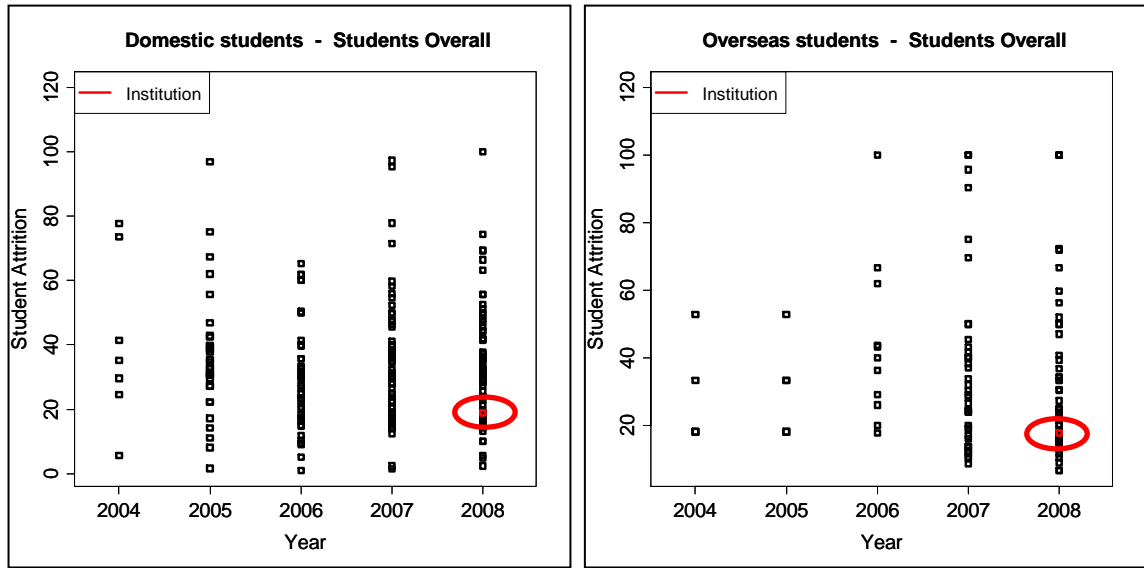 Domestic students - Students Overall
Institution
120
100
80
60
40
20
0
Student Attrition
2004 2005 2006 2007 2008
Year
Overseas students - Students Overall
Institution
120
100
80
60
40
20
Student Attrition
2004 2005 2006 2007 2008
Year